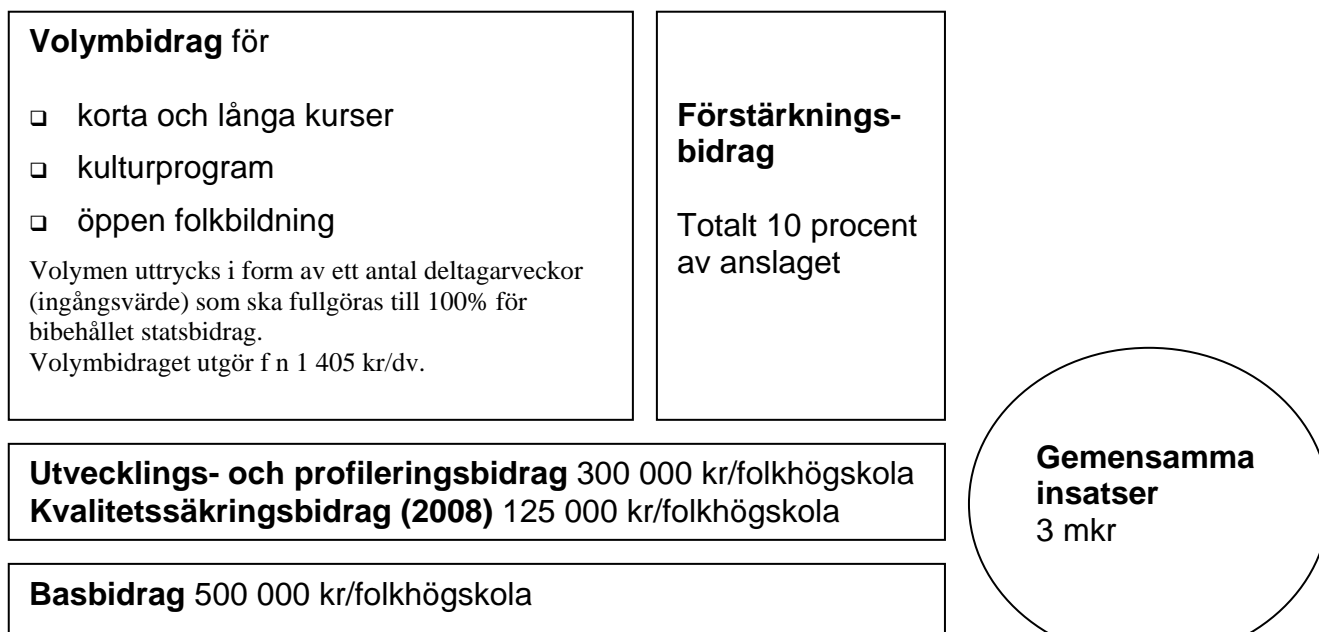 Volymbidrag för
❑ korta och långa kurser
❑ kulturprogram
❑ öppen folkbildning
Volymen uttrycks i form av ett antal deltagarveckor
(ingångsvärde) som ska fullgöras till 100% för
bibehållet statsbidrag.
Volymbidraget utgör f n 1 405 kr/dv.
Förstärknings-
bidrag
Totalt 10 procent
av anslaget
Utvecklings- och profileringsbidrag 300 000 kr/folkhögskola
Kvalitetssäkringsbidrag (2008) 125 000 kr/folkhögskola
Gemensamma
insatser
3 mkr
Basbidrag 500 000 kr/folkhögskola